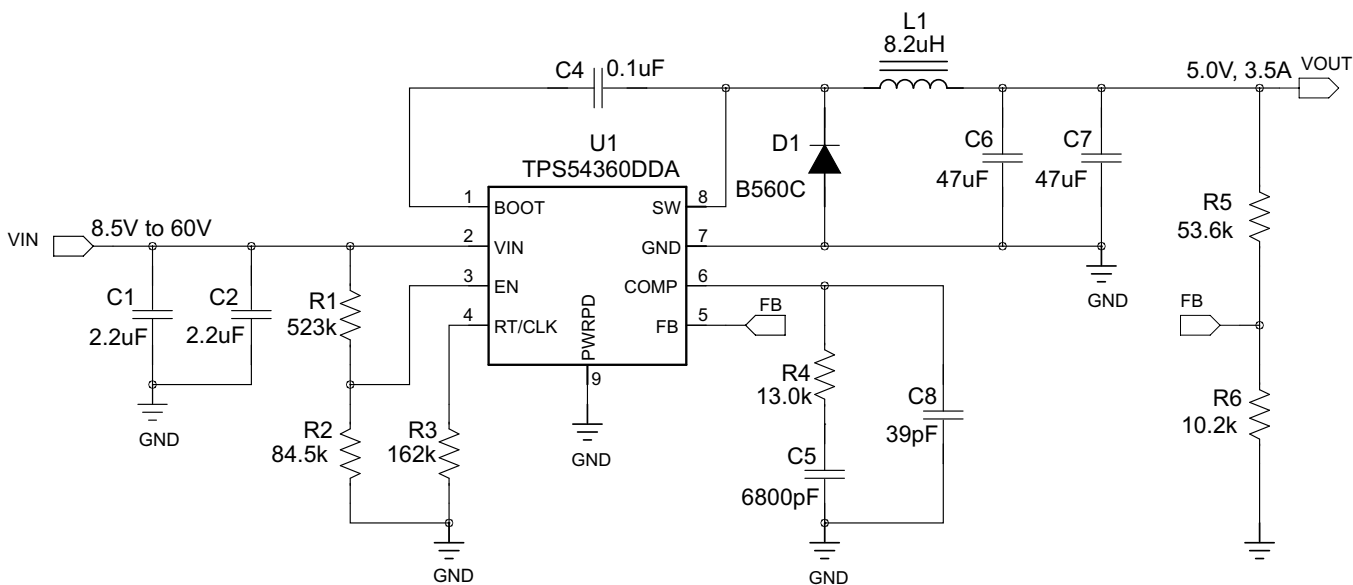 L1
8.2uH
C4
0.1uF
5.0V, 3.5A
VOUT
U1
TPS54360DDA
D1
B560C
C6
47uF
C7
47uF
R5
53.6k
1
BOOT
SW
8
VIN
8.5V to 60V
2
VIN
GND
7
3
EN
COMP
6
4
RT/CLK
FB
5
PWRPD
9
FB
GND
FB
C1
2.2uF
C2
2.2uF
R1
523k
R4
13.0k
C8
39pF
R6
10.2k
GND
R2
84.5k
R3
162k
GND
C5
6800pF
GND
GND